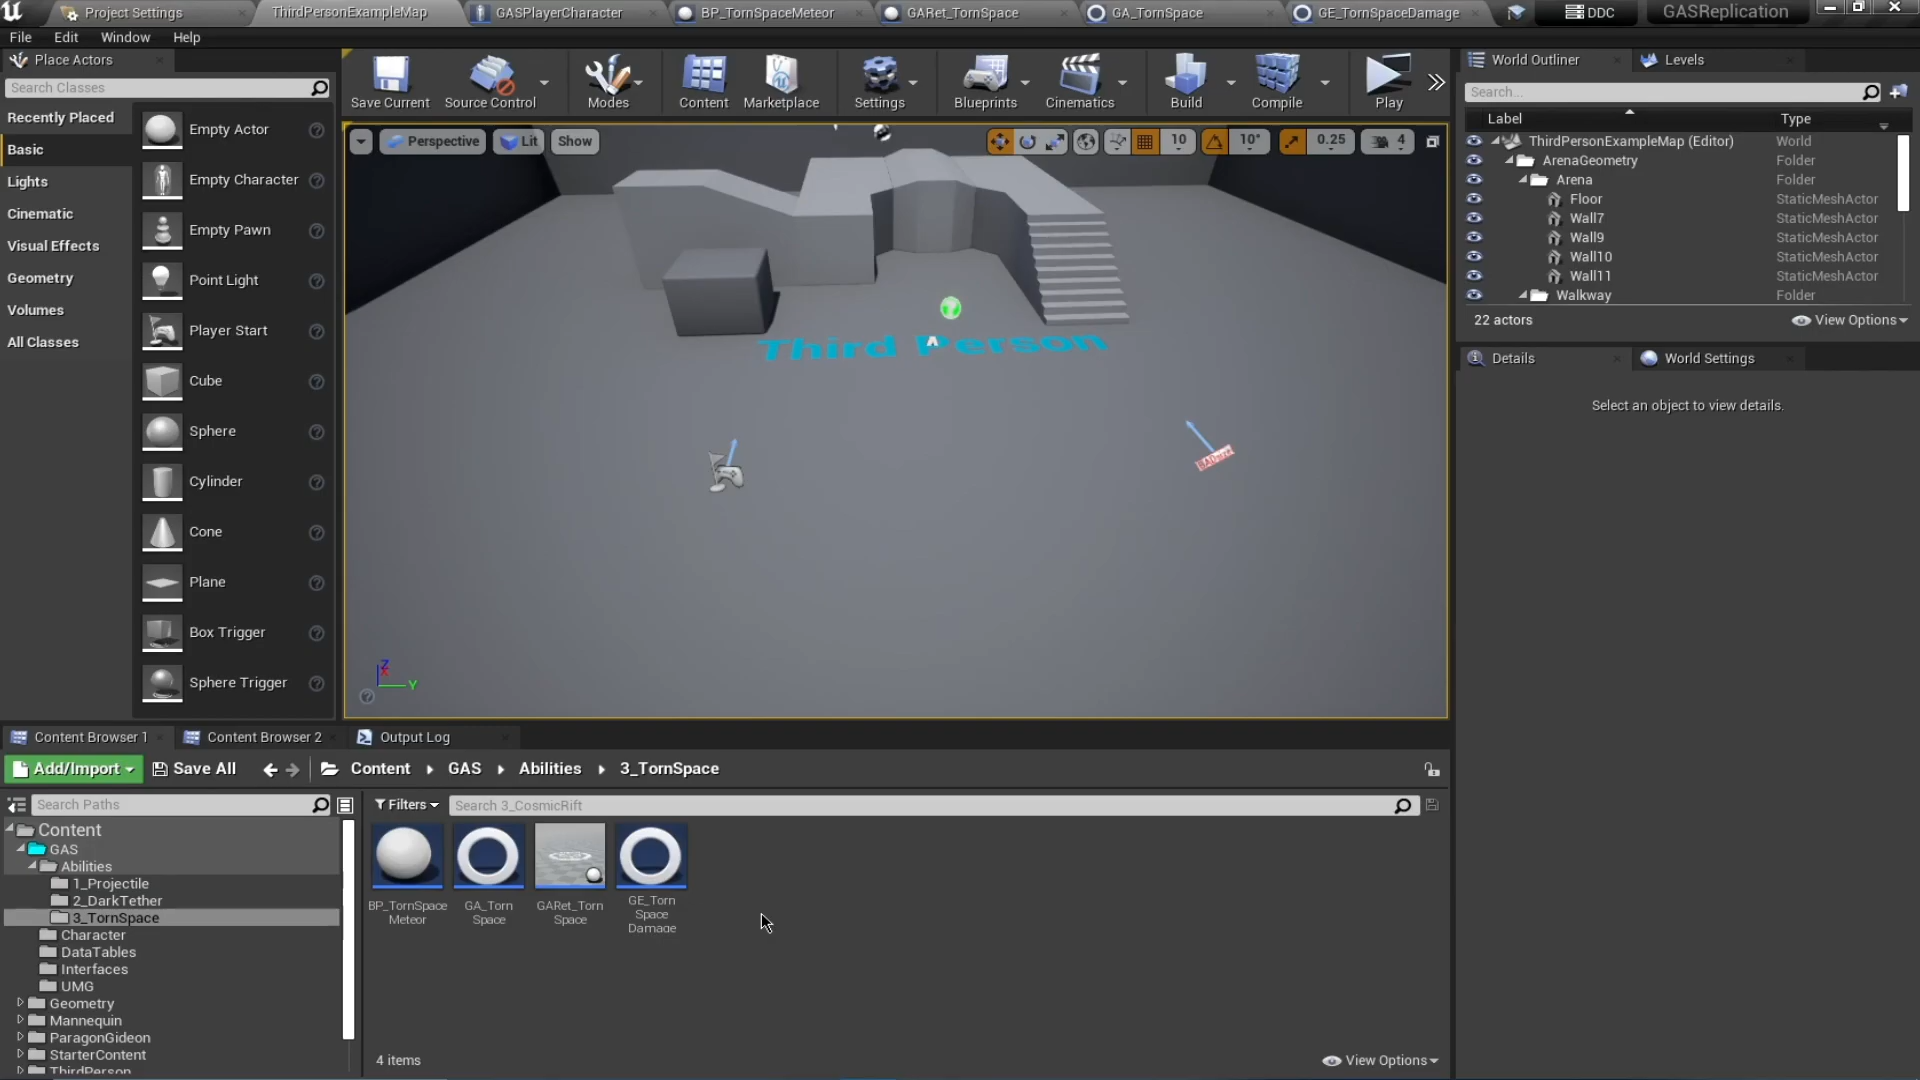 Project Settings
ThirdPersonExampleMap
GASPlayerCharacter
BP_TornSpaceMeteor
GARet_TornSpace
GA_TornSpace
GE_TornSpaceDamage
DDC
GASReplication
File Edit Window Help
Place Actors
Search Classes
Recently Placed
Basic
Lights
Cinematic
Visual Effects
Geometry
Volumes
All Classes
Empty Actor
Empty Character
Empty Pawn
Point Light
Player Start
Cube
Sphere
Cylinder
Cone
Plane
Box Trigger
Sphere Trigger
Save Current
Source Control
Modes
Content
Marketplace
Settings
Blueprints
Cinematics
Build
Compile
Play
Perspective
Lit
Show
10
10°
0.25
4
Third Person
Z
X
Y
World Outliner
Levels
Search...
Label Type
ThirdPersonExampleMap (Editor) World
ArenaGeometry Folder
Arena Folder
Floor StaticMeshActor
Wall7 StaticMeshActor
Wall9 StaticMeshActor
Wall10 StaticMeshActor
Wall11 StaticMeshActor
Walkway Folder
22 actors
View Options
Details
World Settings
Select an object to view details.
Content Browser 1
Content Browser 2
Output Log
Add/Import
Save All
Content
GAS
Abilities
3_TornSpace
Search Paths
Filters
Search 3_CosmicRift
Content
GAS
Abilities
1_Projectile
2_DarkTether
3_TornSpace
Character
DataTables
Interfaces
UMG
Geometry
Mannequin
ParagonGideon
StarterContent
ThirdPerson
BP_TornSpace
Meteor
GA_Torn
Space
GARet_Torn
Space
GE_Torn
Space
Damage
4 items
View Options